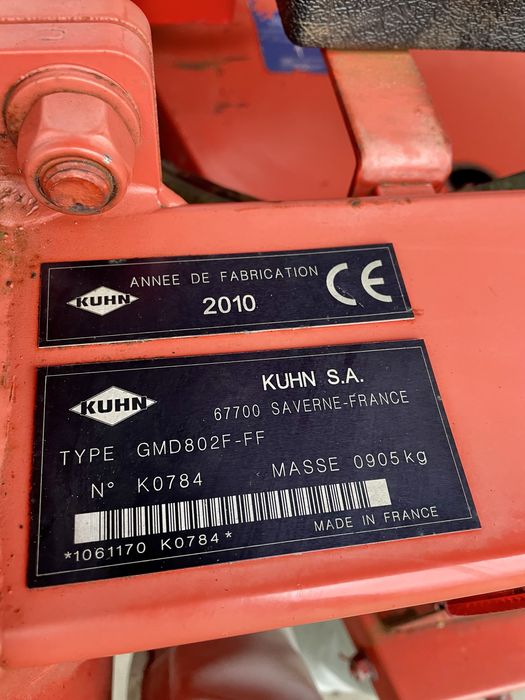 ANNEE DE FABRICATION
KUHN 2010 CE
KUHN S.A.
KUHN 67700 SAVERNE-FRANCE
TYPE GMD802F-FF
N° K0784 MASSE 0905kg
*1061170 K0784* MADE IN FRANCE